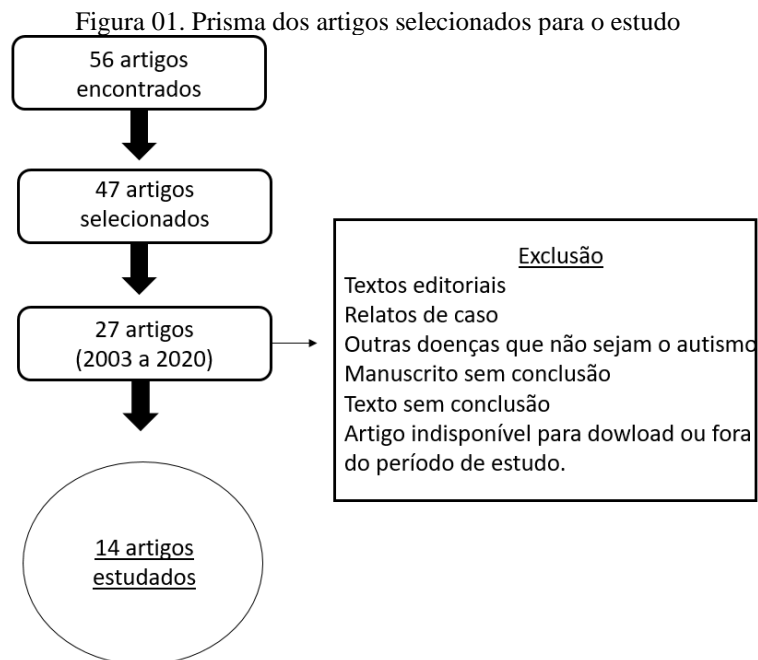 Figura 01. Prisma dos artigos selecionados para o estudo
56 artigos
encontrados
47 artigos
selecionados
27 artigos
(2003 a 2020)
Exclusão
Textos editoriais
Relatos de caso
Outras doenças que não sejam o autismo
Manuscrito sem conclusão
Texto sem conclusão
Artigo indisponível para dowload ou fora
do período de estudo.
14 artigos
estudados